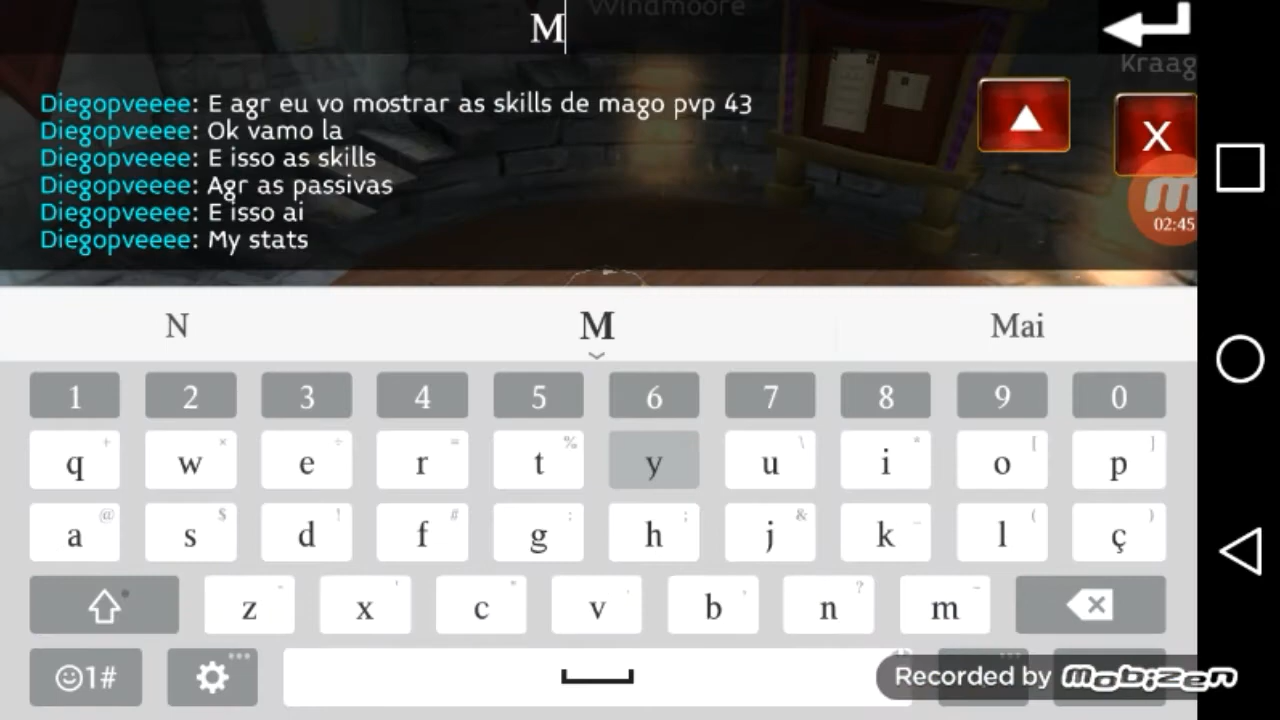 Windmoore
M
Kraag
Diegopveeee: E agr eu vo mostrar as skills de mago pvp 43
Diegopveeee: Ok vamo la
Diegopveeee: E isso as skills
Diegopveeee: Agr as passivas
Diegopveeee: E isso ai
Diegopveeee: My stats
X
02:45
N M Mai
1 2 3 4 5 6 7 8 9 0
q w e r t y u i o p
a s d f g h j k l ç
z x c v b n m
1#
Recorded by Mobizen